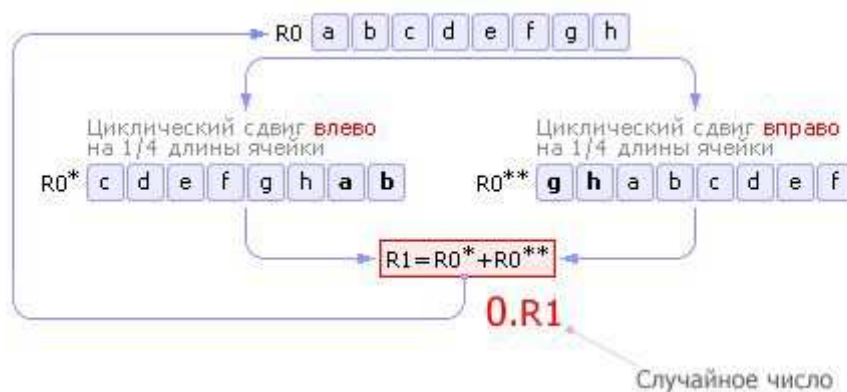 R0 a b c d e f g h
Циклический сдвиг влево
на 1/4 длины ячейки
Циклический сдвиг вправо
на 1/4 длины ячейки
R0* c d e f g h a b
R0** g h a b c d e f
R1=R0*+R0**
0.R1
Случайное число